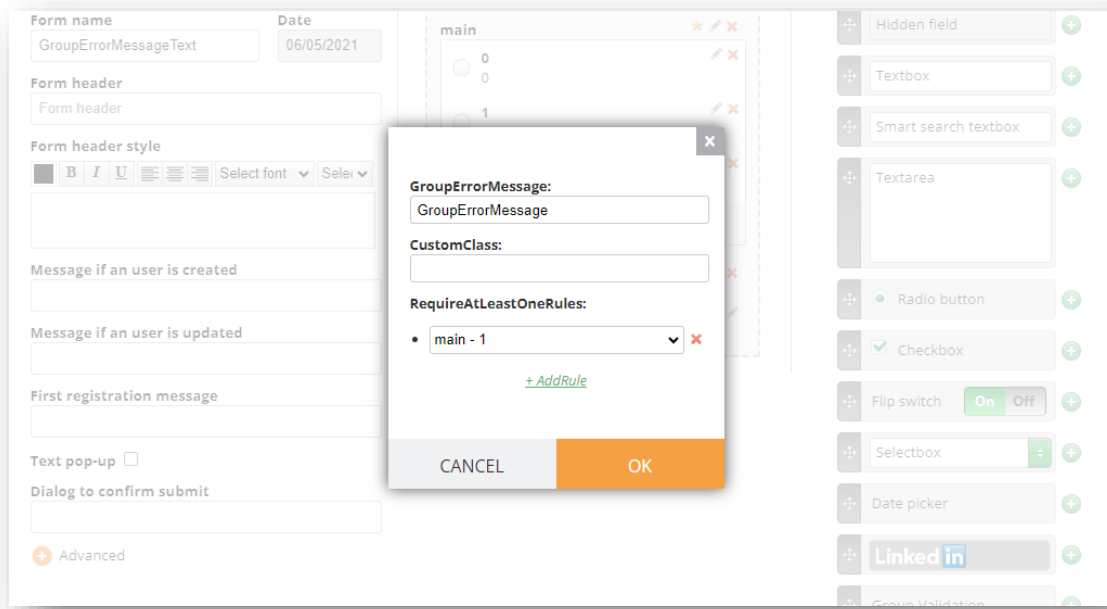 Form name
Date
GroupErrorMessageText
06/05/2021
Form header
Form header
Form header style
B I U Select font Selec
Message if an user is created
Message if an user is updated
First registration message
Text pop-up
Dialog to confirm submit
Advanced
main
0
0
1
x
GroupErrorMessage:
GroupErrorMessage
CustomClass:
RequireAtLeastOneRules:
main - 1
+ AddRule
CANCEL
OK
Hidden field
Textbox
Smart search textbox
Textarea
Radio button
Checkbox
Flip switch On Off
Selectbox
Date picker
Linked in
Group Validation